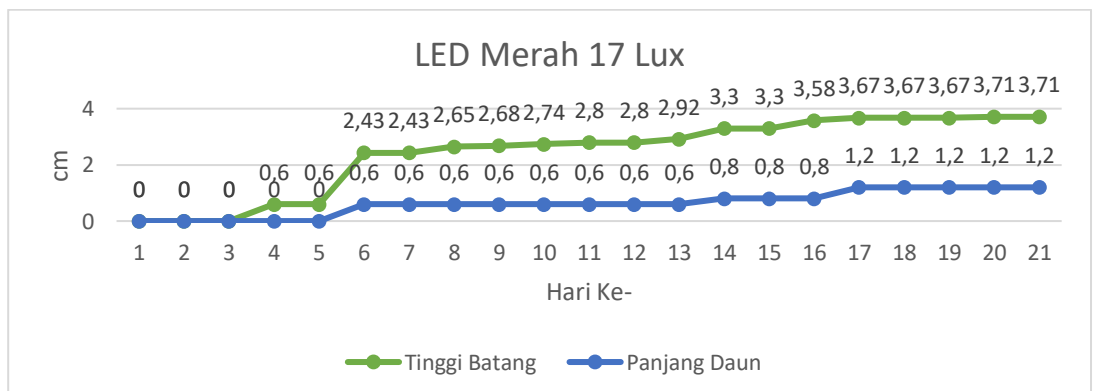 LED Merah 17 Lux
cm
4
2
0
2,43 2,43 2,65 2,68 2,74 2,8 2,8 2,92 3,3 3,3 3,58 3,67 3,67 3,67 3,71 3,71
0 0 0 0,6 0,6
0 0 0 0 0 0,6 0,6 0,6 0,6 0,6 0,6 0,6 0,6 0,8 0,8 0,8 1,2 1,2 1,2 1,2 1,2
1 2 3 4 5 6 7 8 9 10 11 12 13 14 15 16 17 18 19 20 21
Hari Ke-
Tinggi Batang Panjang Daun